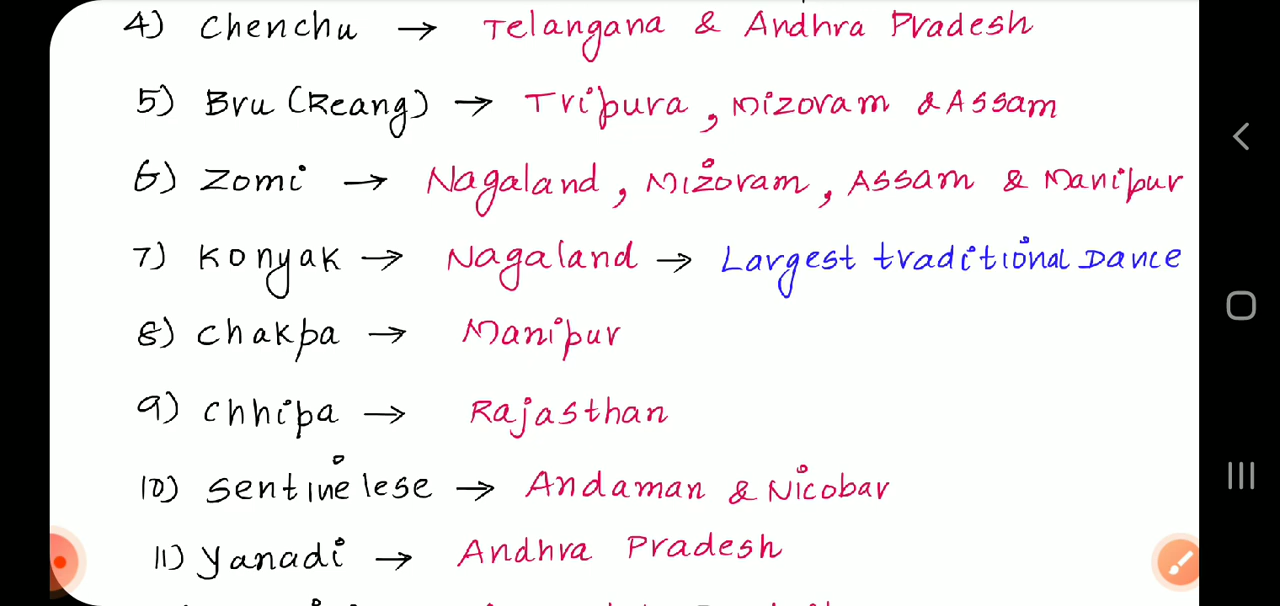 4) Chenchu → Telangana & Andhra Pradesh
5) Bru (Reang) → Tripura, Mizoram & Assam
6) Zomi → Nagaland, Mizoram, Assam & Manipur
7) Konyak → Nagaland → Largest traditional Dance
8) Chakpa → Manipur
9) Chhipa → Rajasthan
10) Sentinelese → Andaman & Nicobar
11) Yanadi → Andhra Pradesh